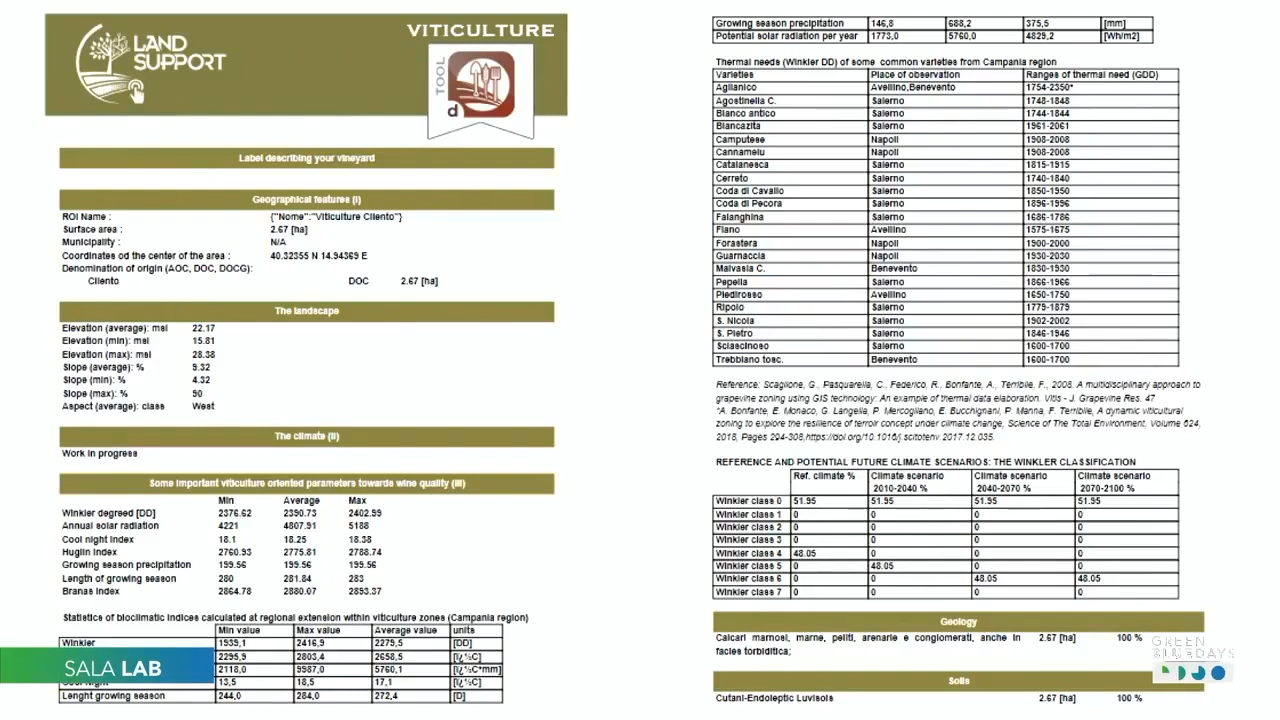 LAND
SUPPORT
VITICULTURE
TOOL
d
Label describing your vineyard
Geographical features (I)
ROI Name : {"Nome":"Viticulture Cilento"}
Surface area : 2.67 [ha]
Municipality : N/A
Coordinates od the center of the area : 40.32355 N 14.94369 E
Denomination of origin (AOC, DOC, DOCG):
Cilento DOC 2.67 [ha]
The landscape
Elevation (average): msl 22.17
Elevation (min): msl 15.81
Elevation (max): msl 28.38
Slope (average): % 9.32
Slope (min): % 4.32
Slope (max): % 90
Aspect (average): class West
The climate (II)
Work in progress
Some important viticulture oriented parameters towards wine quality (III)
Min Average Max
Winkler degreed [DD] 2376.62 2390.73 2402.99
Annual solar radiation 4221 4807.91 5188
Cool night index 18.1 18.25 18.38
Huglin index 2760.93 2775.81 2788.74
Growing season precipitation 199.56 199.56 199.56
Length of growing season 280 281.84 283
Branas index 2864.78 2880.07 2893.37
Statistics of bioclimatic indices calculated at regional extension within viticulture zones (Campania region)
Min value Max value Average value units
Winkler 1939,1 2416,9 2279,5 [DD]
2295,9 2803,4 2658,5 [ï¿½C]
2118,0 9987,0 5760,1 [ï¿½C*mm]
13,5 18,5 17,1 [ï¿½C]
Lenght growing season 244,0 284,0 272,4 [D]
SALA LAB
Growing season precipitation 146,8 688,2 375,5 [mm]
Potential solar radiation per year 1773,0 5760,0 4829,2 [Wh/m2]
Thermal needs (Winkler DD) of some common varieties from Campania region
Varieties Place of observation Ranges of thermal need (GDD)
Aglianico Avellino,Benevento 1754-2350*
Agostinella C. Salerno 1748-1848
Bianco antico Salerno 1744-1844
Biancazita Salerno 1961-2061
Camputese Napoli 1908-2008
Cannamelu Napoli 1908-2008
Catalanesca Salerno 1815-1915
Cerreto Salerno 1740-1840
Coda di Cavallo Salerno 1850-1950
Coda di Pecora Salerno 1896-1996
Falanghina Salerno 1686-1786
Fiano Avellino 1575-1675
Forastera Napoli 1900-2000
Guarnaccia Napoli 1930-2030
Malvasia C. Benevento 1830-1930
Pepella Salerno 1866-1966
Piedirosso Avellino 1650-1750
Ripolo Salerno 1779-1879
S. Nicola Salerno 1902-2002
S. Pietro Salerno 1846-1946
Sciascinoso Salerno 1600-1700
Trebbiano tosc. Benevento 1600-1700
Reference: Scaglione, G., Pasquarella, C., Federico, R., Bonfante, A., Terribile, F., 2008. A multidisciplinary approach to
grapevine zoning using GIS technology: An example of thermal data elaboration. Vitis - J. Grapevine Res. 47
*A. Bonfante, E. Monaco, G. Langella, P. Mercogliano, E. Bucchignani, P. Manna, F. Terribile, A dynamic viticultural
zoning to explore the resilience of terroir concept under climate change, Science of The Total Environment, Volume 624,
2018, Pages 294-308,https://doi.org/10.1016/j.scitotenv.2017.12.035.
REFERENCE AND POTENTIAL FUTURE CLIMATE SCENARIOS: THE WINKLER CLASSIFICATION
Ref. climate % Climate scenario Climate scenario Climate scenario
2010-2040 % 2040-2070 % 2070-2100 %
Winkler class 0 51.95 51.95 51.95 51.95
Winkler class 1 0 0 0 0
Winkler class 2 0 0 0 0
Winkler class 3 0 0 0 0
Winkler class 4 48.05 0 0 0
Winkler class 5 0 48.05 0 0
Winkler class 6 0 0 48.05 48.05
Winkler class 7 0 0 0 0
Geology
Calcari marnosi, marne, peliti, arenarie e conglomerati, anche in 2.67 [ha] 100 %
facies torbiditica;
Soils
Cutani-Endoleptic Luvisols 2.67 [ha] 100 %
GREEN
BLUE DAYS